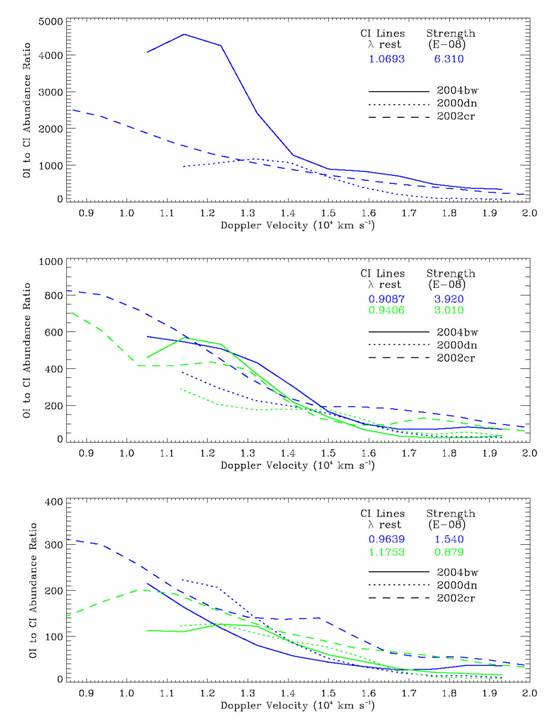 5000
4000
3000
2000
1000
0
OI to CI Abundance Ratio
CI Lines Strength
λ rest (E-08)
1.0693 6.310
2004bw
2000dn
2002cr
0.9 1.0 1.1 1.2 1.3 1.4 1.5 1.6 1.7 1.8 1.9 2.0
Doppler Velocity (10⁴ km s⁻¹)
1000
800
600
400
200
0
OI to CI Abundance Ratio
CI Lines Strength
λ rest (E-08)
0.9087 3.920
0.9406 3.010
2004bw
2000dn
2002cr
0.9 1.0 1.1 1.2 1.3 1.4 1.5 1.6 1.7 1.8 1.9 2.0
Doppler Velocity (10⁴ km s⁻¹)
400
300
200
100
0
OI to CI Abundance Ratio
CI Lines Strength
λ rest (E-08)
0.9639 1.540
1.1753 0.879
2004bw
2000dn
2002cr
0.9 1.0 1.1 1.2 1.3 1.4 1.5 1.6 1.7 1.8 1.9 2.0
Doppler Velocity (10⁴ km s⁻¹)